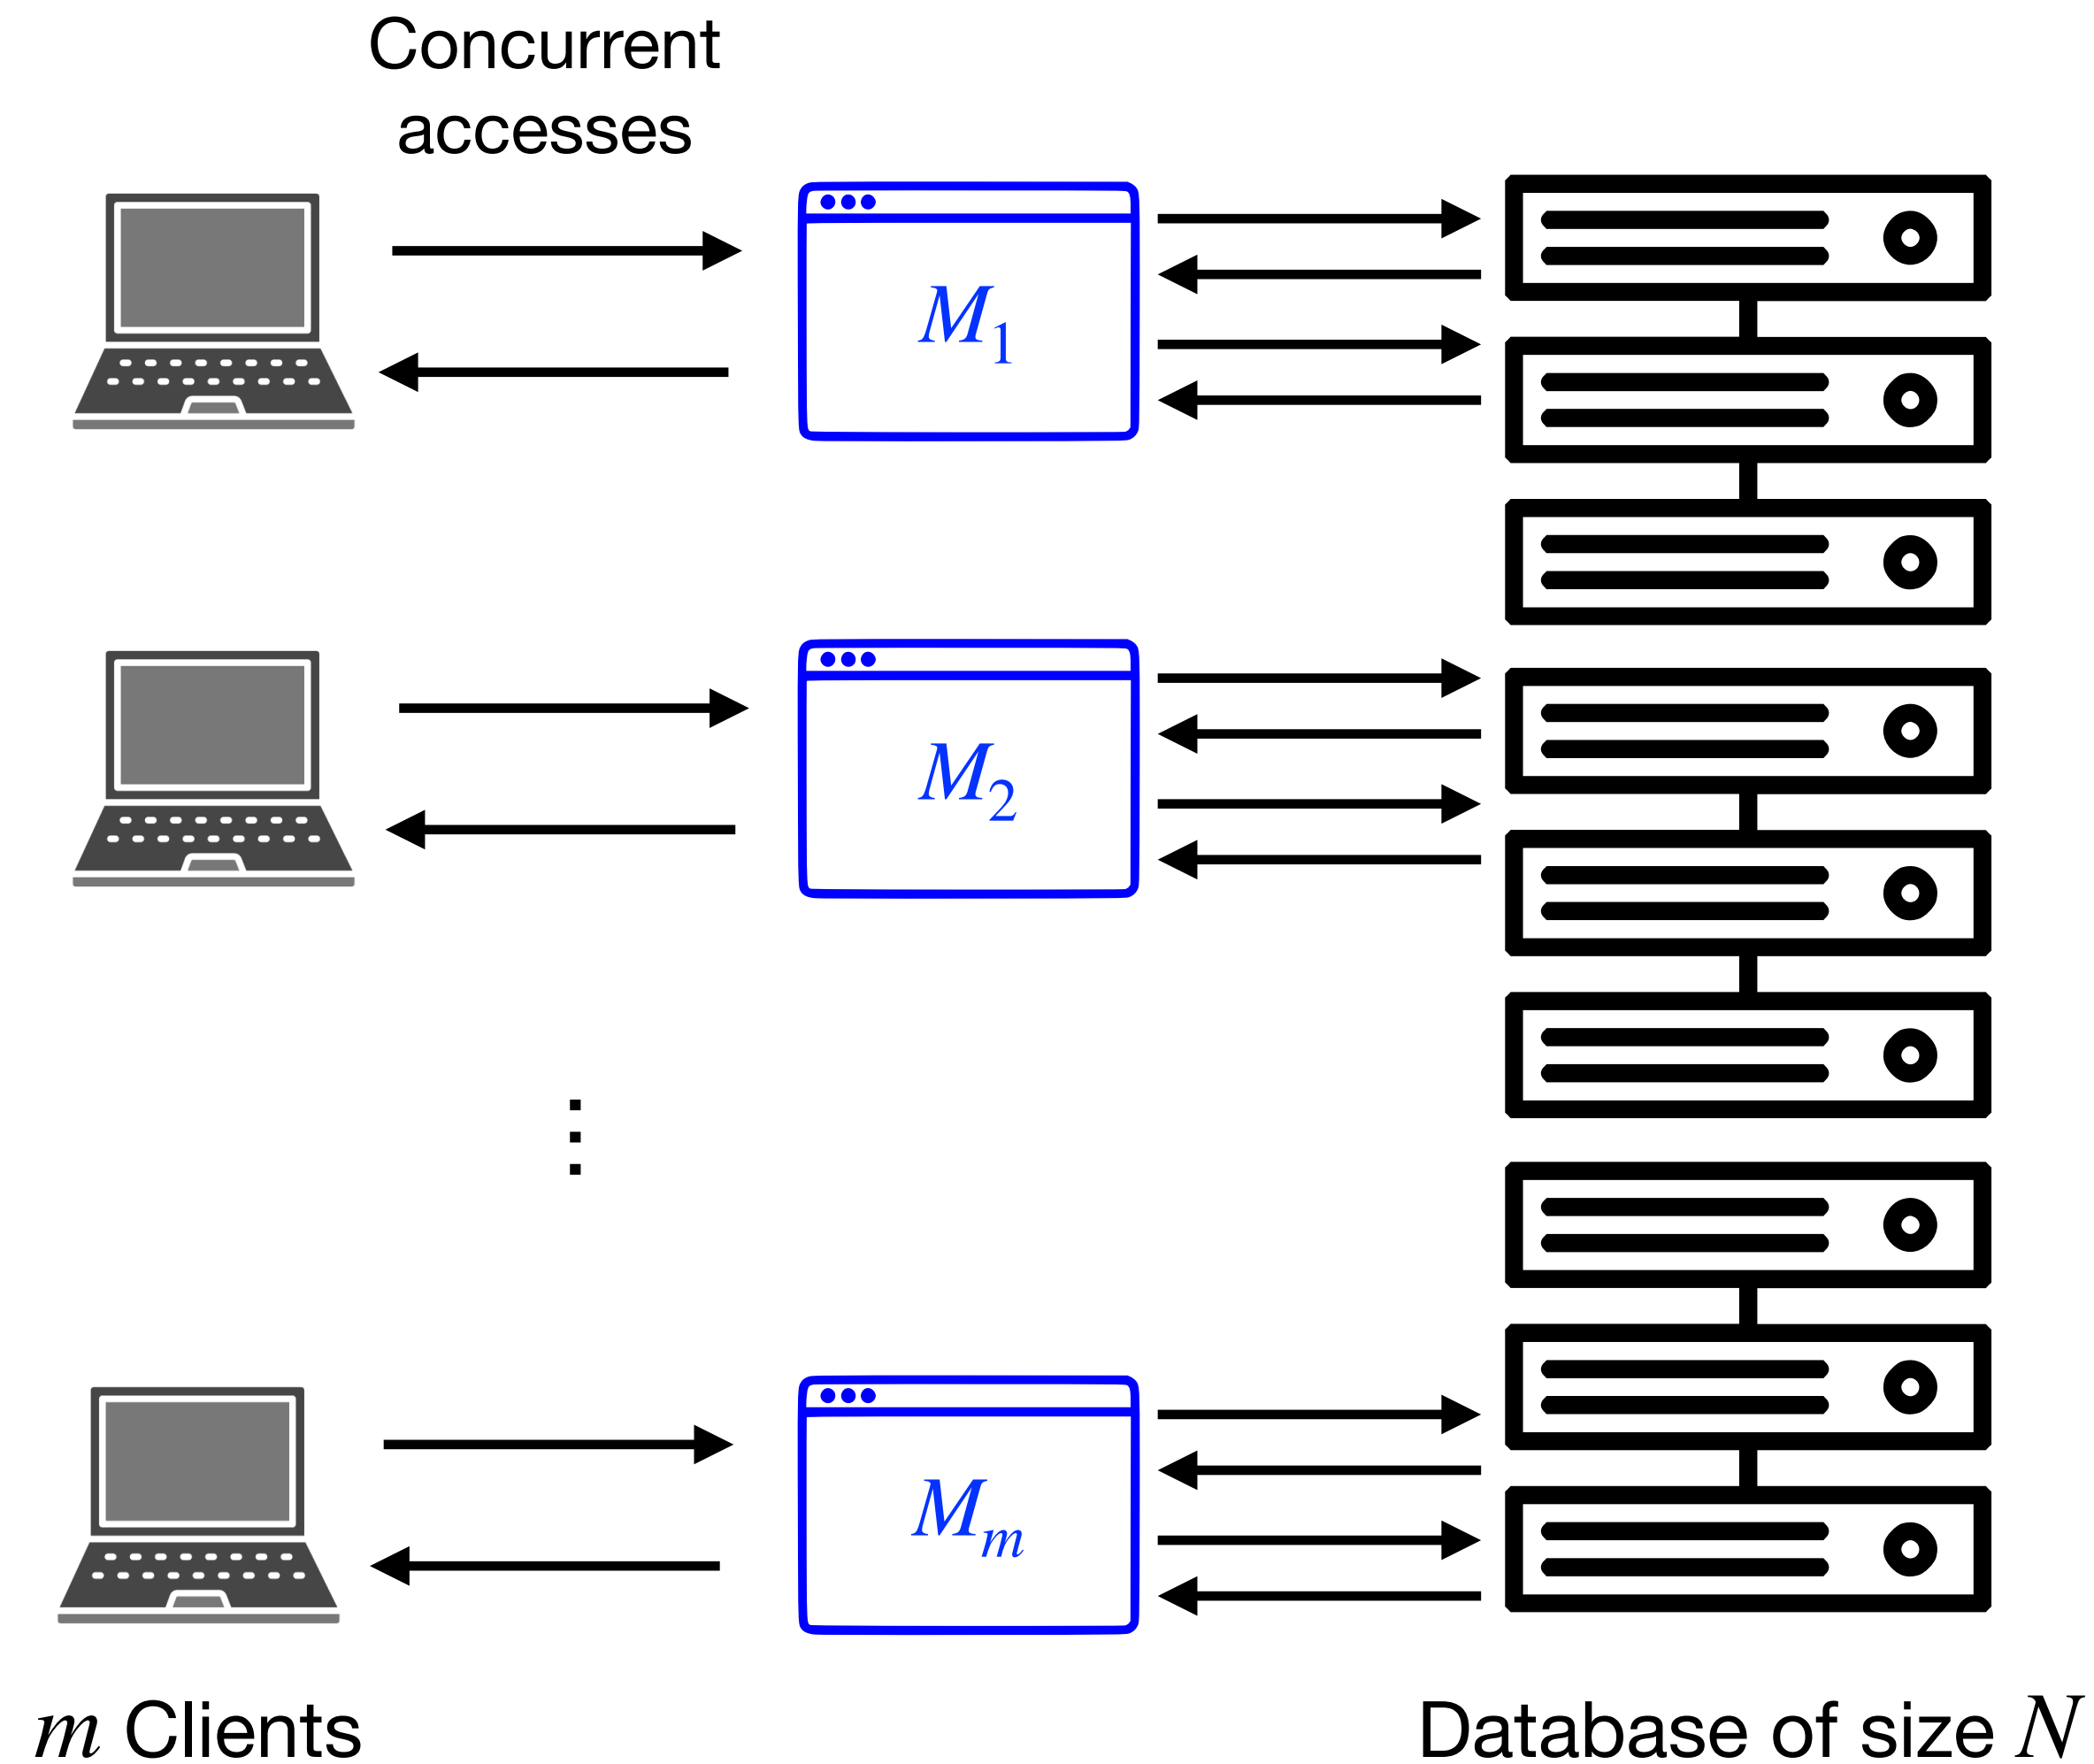 Concurrent
accesses
M₁
M₂
⋮
Mₘ
m Clients
Database of size N